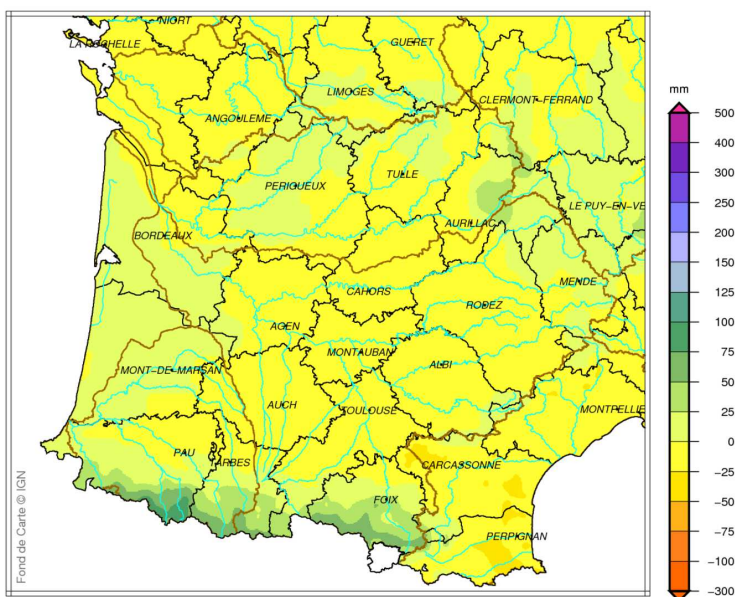 NIORT
LA ROCHELLE
GUERET
LIMOGES
CLERMONT-FERRAND
ANGOULEME
PERIGUEUX
TULLE
LE PUY-EN-VE
AURILLAC
BORDEAUX
MENDE
CAHORS
RODEZ
AGEN
MONTAUBAN
ALBI
MONT-DE-MARSAN
AUCH
TOULOUSE
MONTPELLIE
PAU
TARBES
CARCASSONNE
FOIX
PERPIGNAN
Fond de Carte © IGN
mm
500
400
300
250
200
150
125
100
75
50
25
0
-25
-50
-75
-100
-300